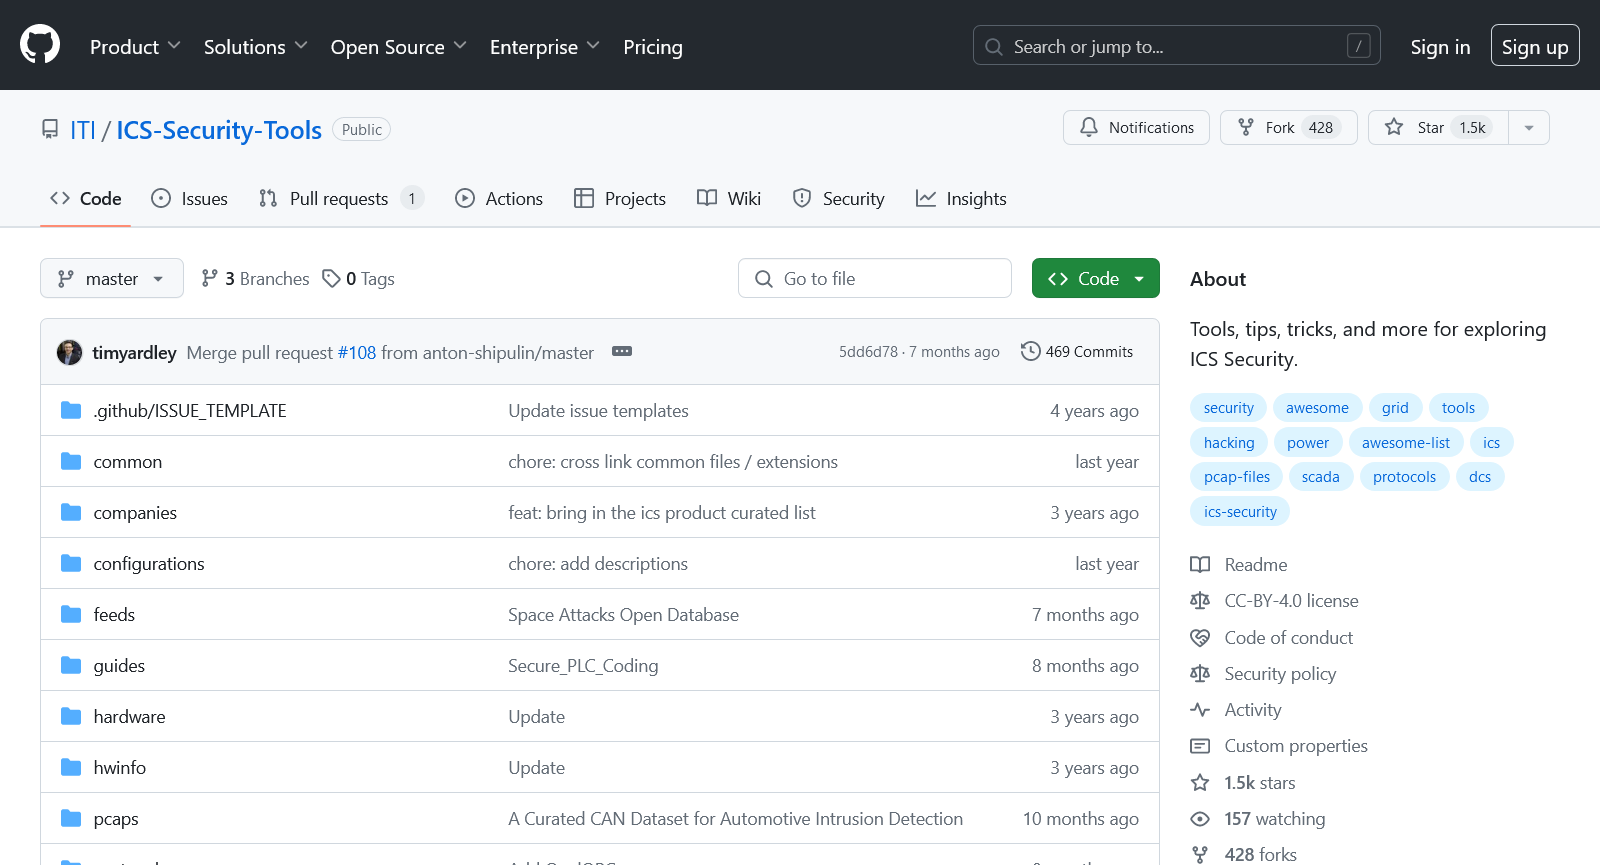 Product Solutions Open Source Enterprise Pricing Search or jump to... / Sign in Sign up
ITI / ICS-Security-Tools Public Notifications Fork 428 Star 1.5k
Code Issues Pull requests 1 Actions Projects Wiki Security Insights
master 3 Branches 0 Tags Go to file Code
timyardley Merge pull request #108 from anton-shipulin/master 5dd6d78 · 7 months ago 469 Commits
.github/ISSUE_TEMPLATE Update issue templates 4 years ago
common chore: cross link common files / extensions last year
companies feat: bring in the ics product curated list 3 years ago
configurations chore: add descriptions last year
feeds Space Attacks Open Database 7 months ago
guides Secure_PLC_Coding 8 months ago
hardware Update 3 years ago
hwinfo Update 3 years ago
pcaps A Curated CAN Dataset for Automotive Intrusion Detection 10 months ago
About
Tools, tips, tricks, and more for exploring
ICS Security.
security awesome grid tools
hacking power awesome-list ics
pcap-files scada protocols dcs
ics-security
Readme
CC-BY-4.0 license
Code of conduct
Security policy
Activity
Custom properties
1.5k stars
157 watching
428 forks